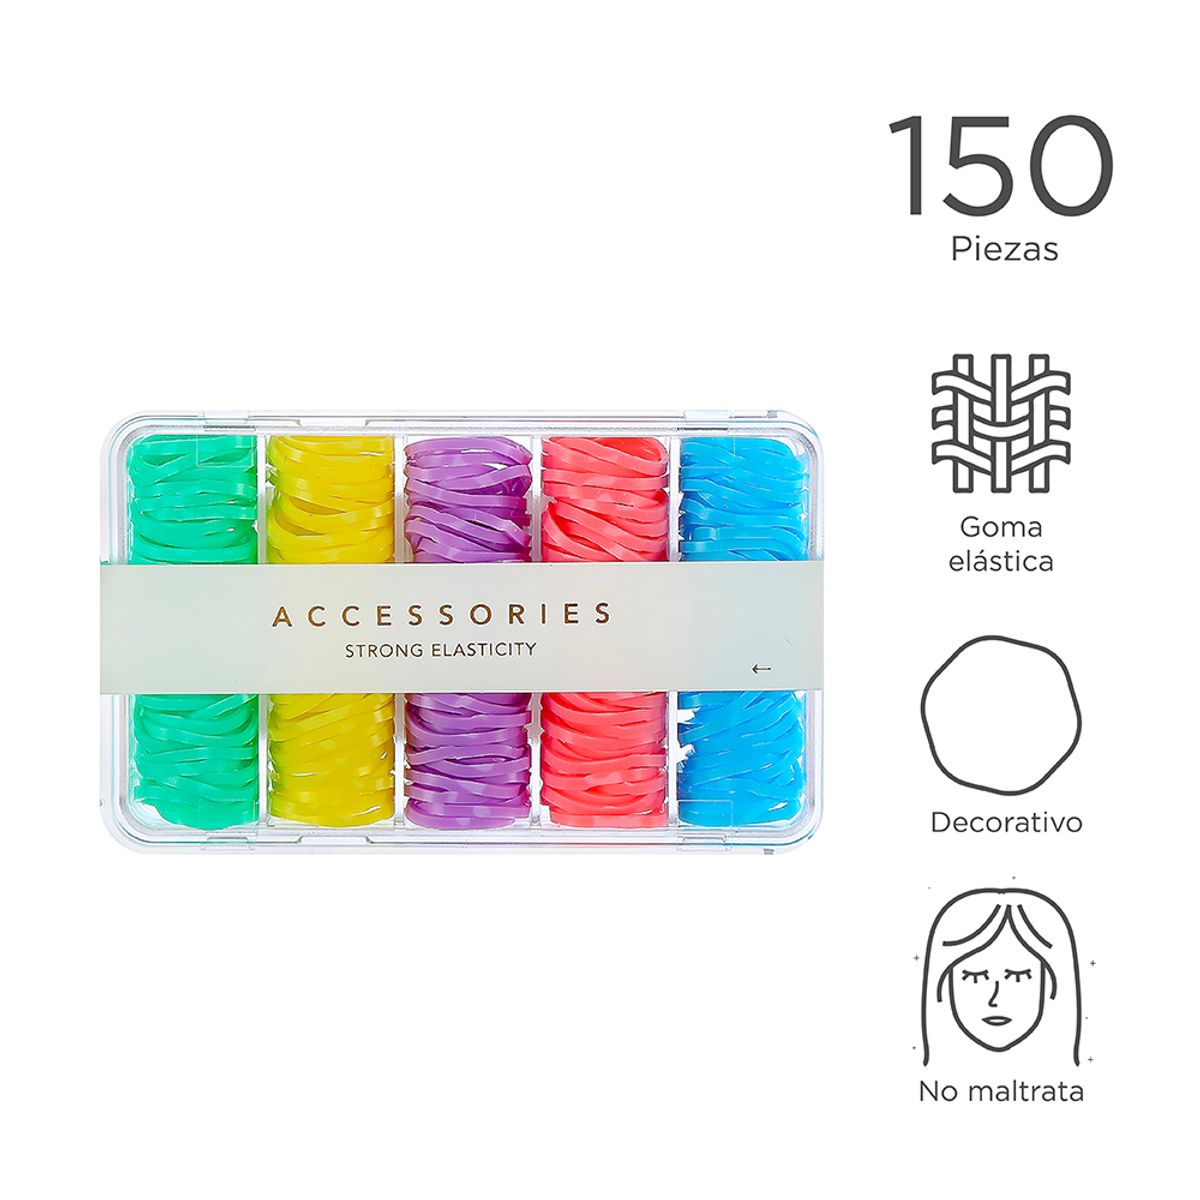 150
Piezas
Goma
elástica
ACCESSORIES
STRONG ELASTICITY
←
Decorativo
No maltrata